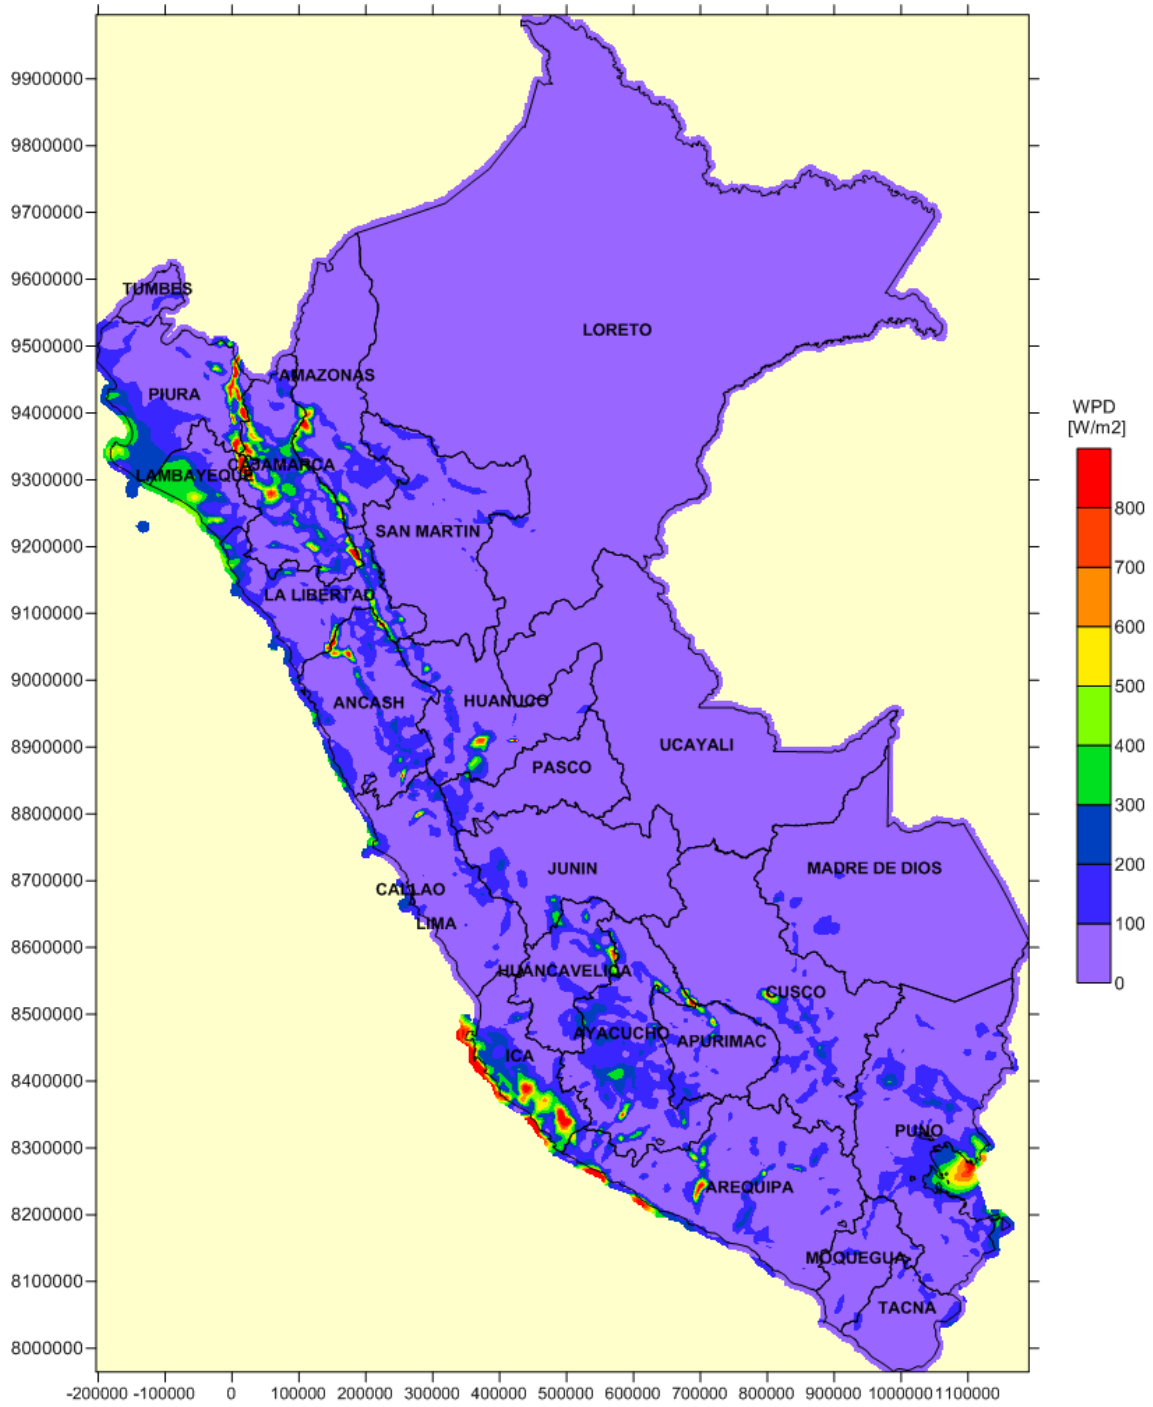 9900000
9800000
9700000
9600000
TUMBES
LORETO
9500000
AMAZONAS
PIURA
9400000
WPD
[W/m2]
CAJAMARCA
LAMBAYEQUE
9300000
800
SAN MARTIN
9200000
700
LA LIBERTAD
9100000
600
9000000
500
ANCASH
HUANUCO
8900000
UCAYALI
400
PASCO
8800000
300
JUNIN
MADRE DE DIOS
200
8700000
CALLAO
LIMA
100
8600000
HUANCAVELICA
0
CUSCO
8500000
AYACUCHO
APURIMAC
ICA
8400000
PUNO
8300000
AREQUIPA
8200000
MOQUEGUA
8100000
TACNA
8000000
-200000 -100000 0 100000 200000 300000 400000 500000 600000 700000 800000 900000 1000000 1100000